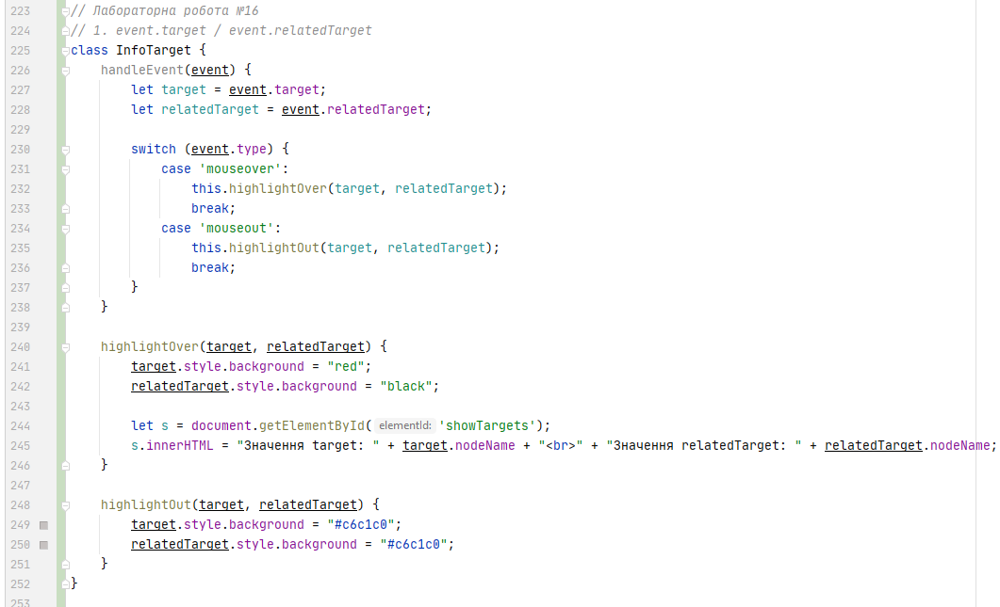 223 // Лабораторна робота №16
224 // 1. event.target / event.relatedTarget
225 class InfoTarget {
226     handleEvent(event) {
227         let target = event.target;
228         let relatedTarget = event.relatedTarget;
229
230         switch (event.type) {
231             case 'mouseover':
232                 this.highlightOver(target, relatedTarget);
233                 break;
234             case 'mouseout':
235                 this.highlightOut(target, relatedTarget);
236                 break;
237         }
238     }
239
240     highlightOver(target, relatedTarget) {
241         target.style.background = "red";
242         relatedTarget.style.background = "black";
243
244         let s = document.getElementById( elementId: 'showTargets');
245         s.innerHTML = "Значення target: " + target.nodeName + "<br>" + "Значення relatedTarget: " + relatedTarget.nodeName;
246     }
247
248     highlightOut(target, relatedTarget) {
249         target.style.background = "#c6c1c0";
250         relatedTarget.style.background = "#c6c1c0";
251     }
252 }
253